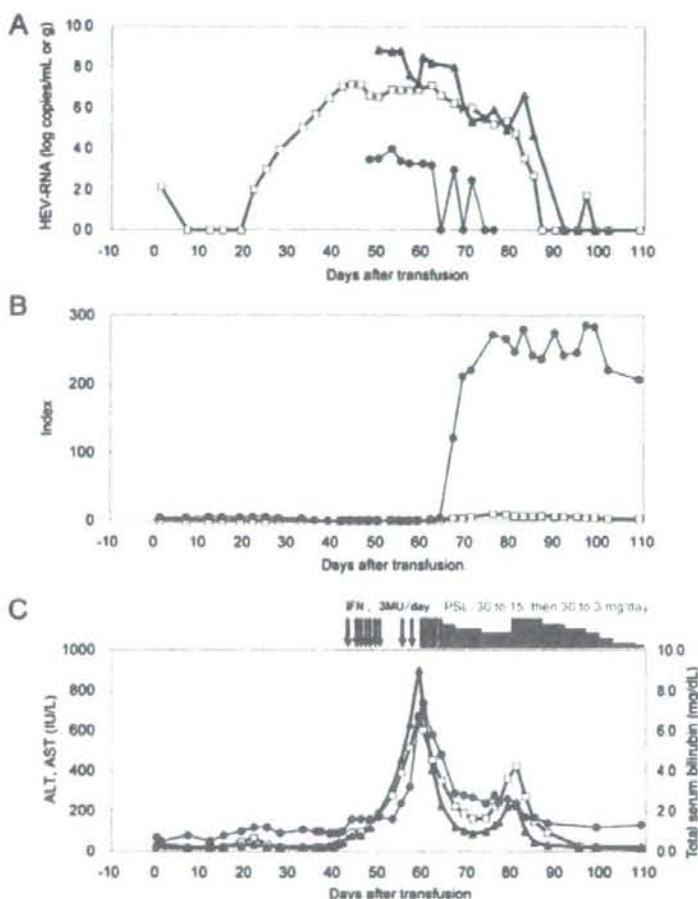 A
HEV-RNA (log copies/mL or g)
10.0
8.0
6.0
4.0
2.0
0.0
-10 0 10 20 30 40 50 60 70 80 90 100 110
Days after transfusion
B
Index
300
200
100
0
-10 0 10 20 30 40 50 60 70 80 90 100 110
Days after transfusion
C
IFN, 3MU/day PSL: 30 to 15, then 30 to 3 mg/day
ALT, AST (IU/L)
1000
800
600
400
200
0
10.0
8.0
6.0
4.0
2.0
0.0
Total serum bilirubin (mg/dL)
-10 0 10 20 30 40 50 60 70 80 90 100 110
Days after transfusion